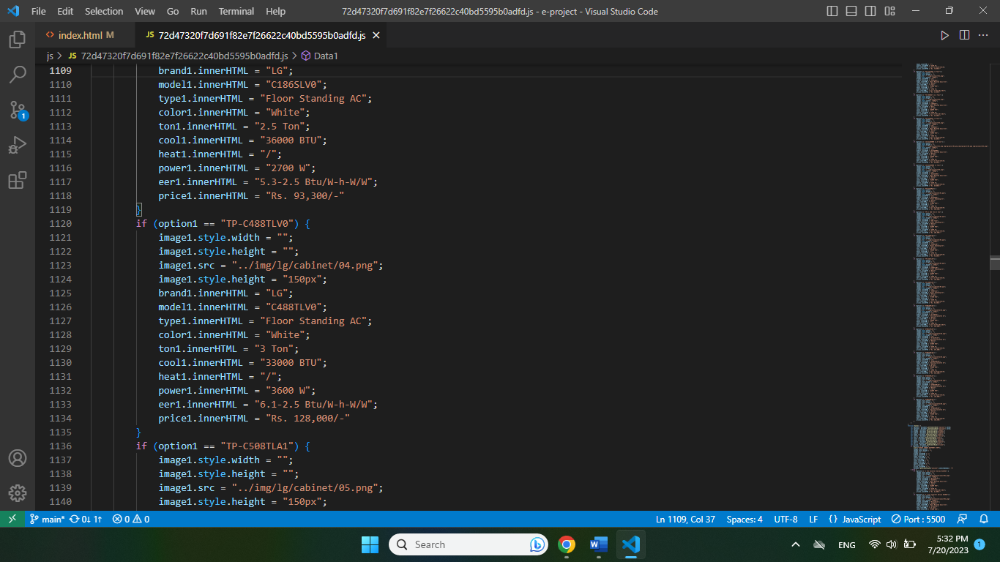 File Edit Selection View Go Run Terminal Help 72d47320f7d691f82e7f26622c40bd5595b0adfd.js - e-project - Visual Studio Code
index.html M JS 72d47320f7d691f82e7f26622c40bd5595b0adfd.js
js > JS 72d47320f7d691f82e7f26622c40bd5595b0adfd.js > Data1
1109 brand1.innerHTML = "LG";
1110 model1.innerHTML = "C186SLV0";
1111 type1.innerHTML = "Floor Standing AC";
1112 color1.innerHTML = "White";
1113 ton1.innerHTML = "2.5 Ton";
1114 cool1.innerHTML = "36000 BTU";
1115 heat1.innerHTML = "/";
1116 power1.innerHTML = "2700 W";
1117 eer1.innerHTML = "5.3-2.5 Btu/W-h-W/W";
1118 price1.innerHTML = "Rs. 93,300/-"
1119 }
1120 if (option1 == "TP-C488TLV0") {
1121 image1.style.width = "";
1122 image1.style.height = "";
1123 image1.src = "../img/lg/cabinet/04.png";
1124 image1.style.height = "150px";
1125 brand1.innerHTML = "LG";
1126 model1.innerHTML = "C488TLV0";
1127 type1.innerHTML = "Floor Standing AC";
1128 color1.innerHTML = "White";
1129 ton1.innerHTML = "3 Ton";
1130 cool1.innerHTML = "33000 BTU";
1131 heat1.innerHTML = "/";
1132 power1.innerHTML = "3600 W";
1133 eer1.innerHTML = "6.1-2.5 Btu/W-h-W/W";
1134 price1.innerHTML = "Rs. 128,000/-"
1135 }
1136 if (option1 == "TP-C508TLA1") {
1137 image1.style.width = "";
1138 image1.style.height = "";
1139 image1.src = "../img/lg/cabinet/05.png";
1140 image1.style.height = "150px";
1
main* 0↓ 1↑ 0 0 Ln 1109, Col 37 Spaces: 4 UTF-8 LF {} JavaScript Port : 5500
Search ENG 5:32 PM
7/20/2023 1